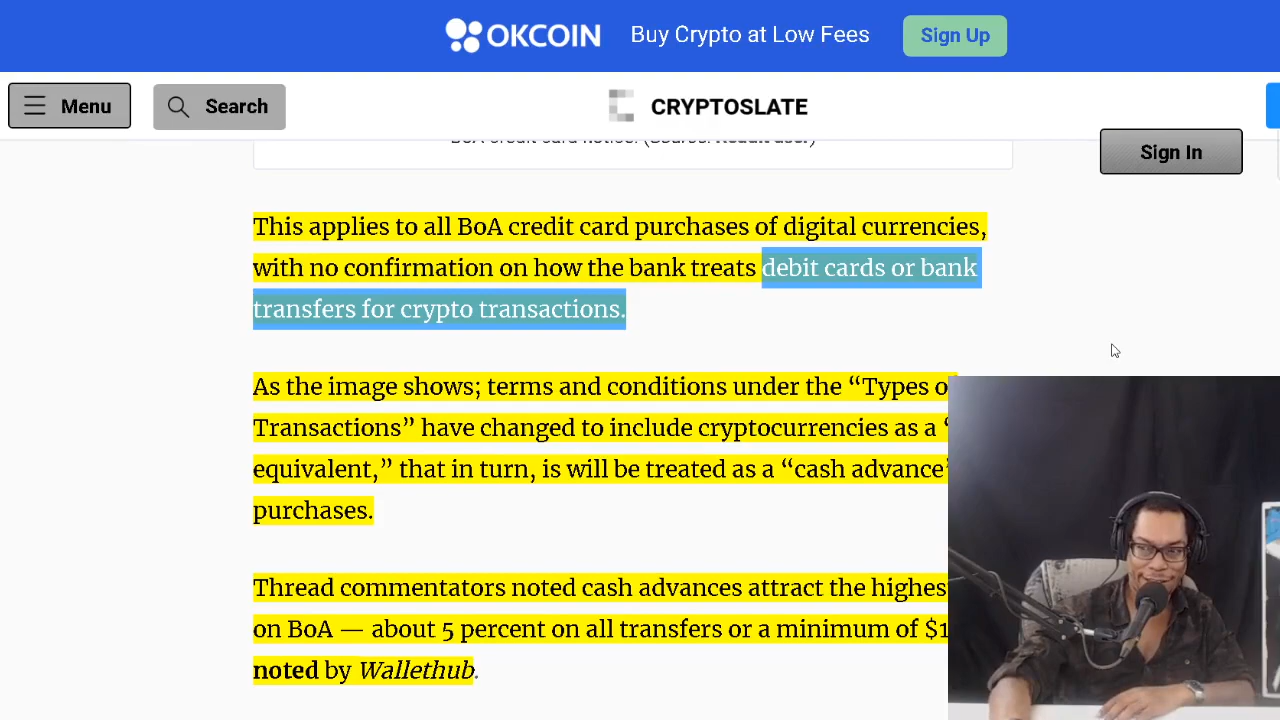 OKCOIN Buy Crypto at Low Fees Sign Up
Menu Search CRYPTOSLATE
Sign In
This applies to all BoA credit card purchases of digital currencies,
with no confirmation on how the bank treats debit cards or bank
transfers for crypto transactions.
As the image shows; terms and conditions under the “Types o
Transactions” have changed to include cryptocurrencies as a “
equivalent,” that in turn, is will be treated as a “cash advance”
purchases.
Thread commentators noted cash advances attract the highes
on BoA — about 5 percent on all transfers or a minimum of $1
noted by Wallethub.